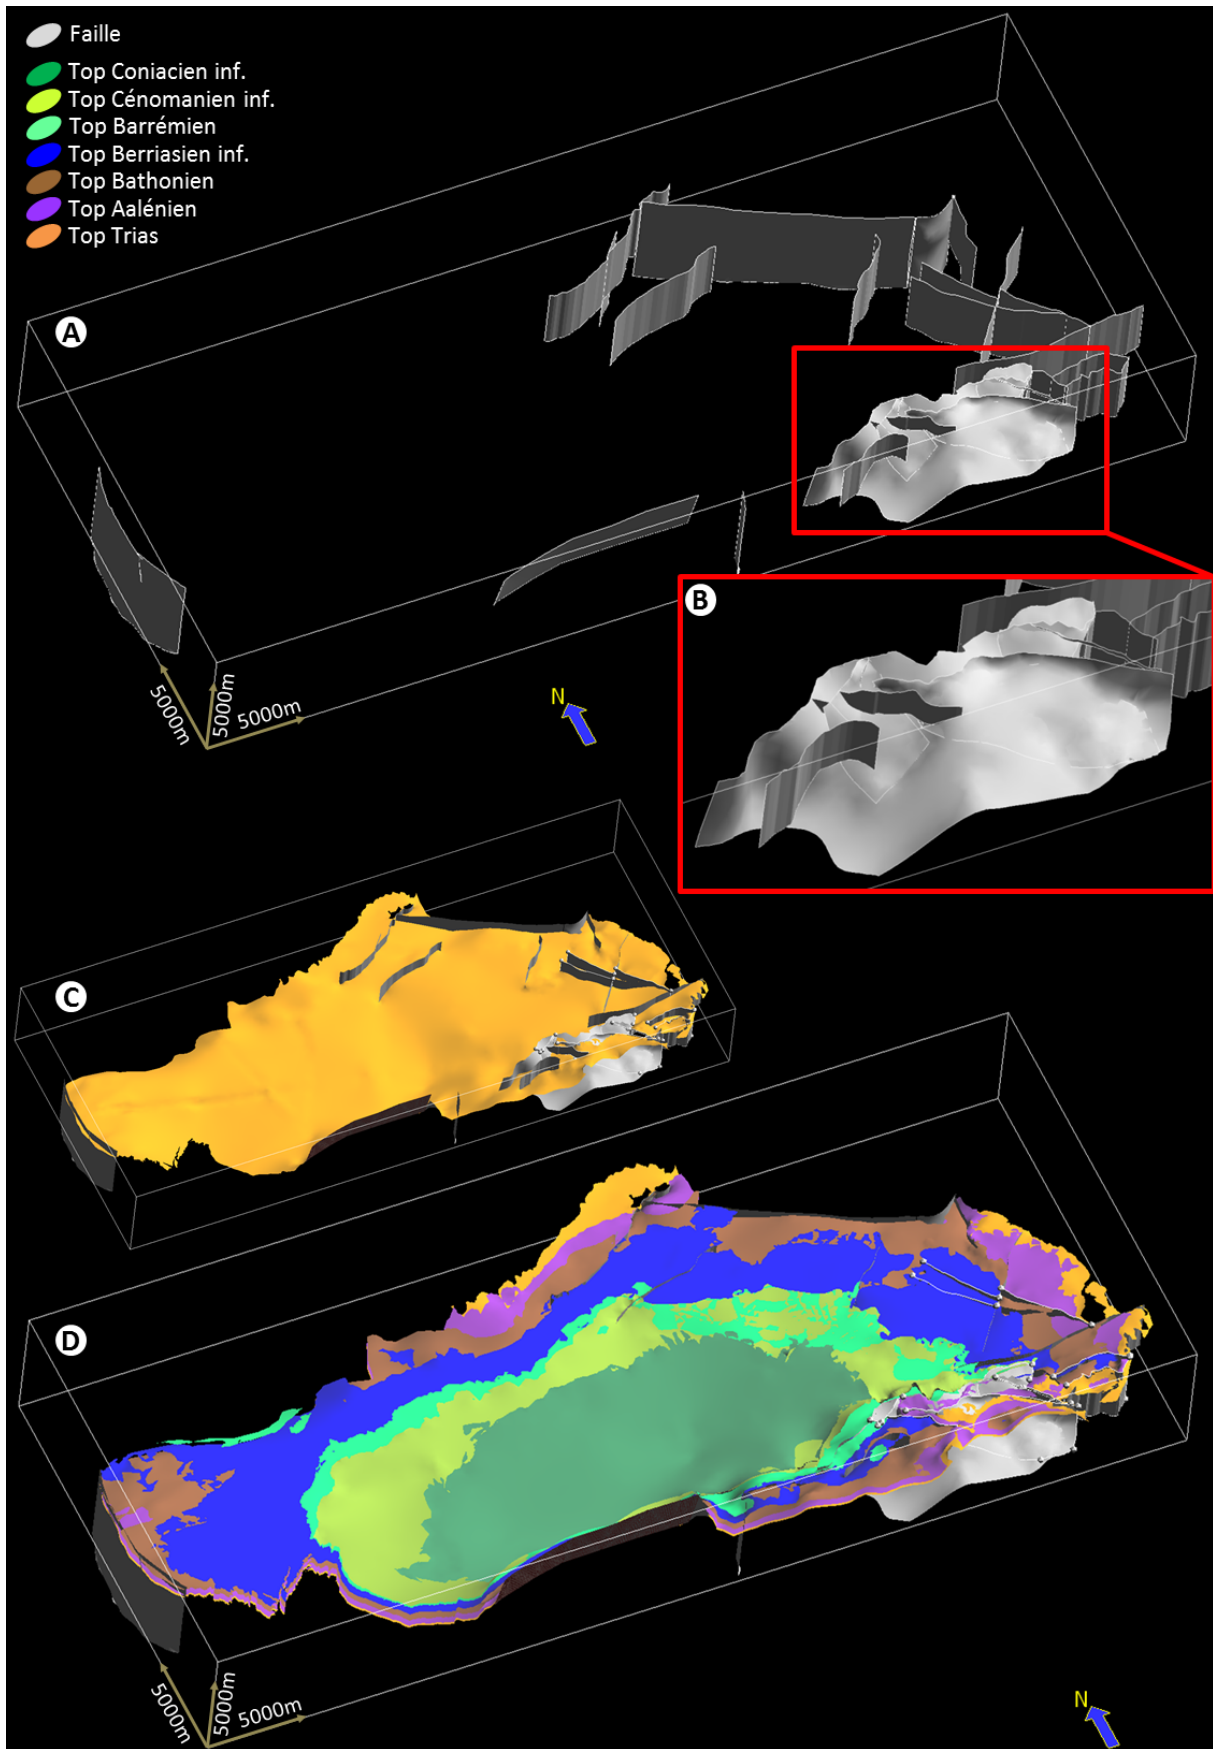 Faille
Top Coniacien inf.
Top Cénomanien inf.
Top Barrémien
Top Berriasien inf.
Top Bathonien
Top Aalénien
Top Trias
A
B
5000m
5000m
5000m
N
C
D
5000m
5000m
5000m
N